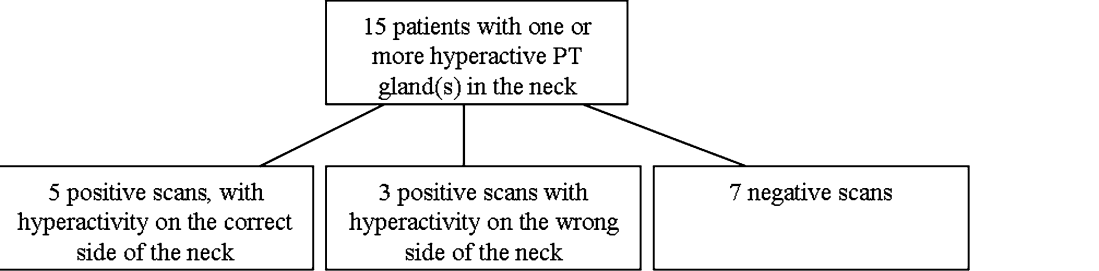 15 patients with one or
more hyperactive PT
gland(s) in the neck
5 positive scans, with
hyperactivity on the correct
side of the neck
3 positive scans with
hyperactivity on the wrong
side of the neck
7 negative scans